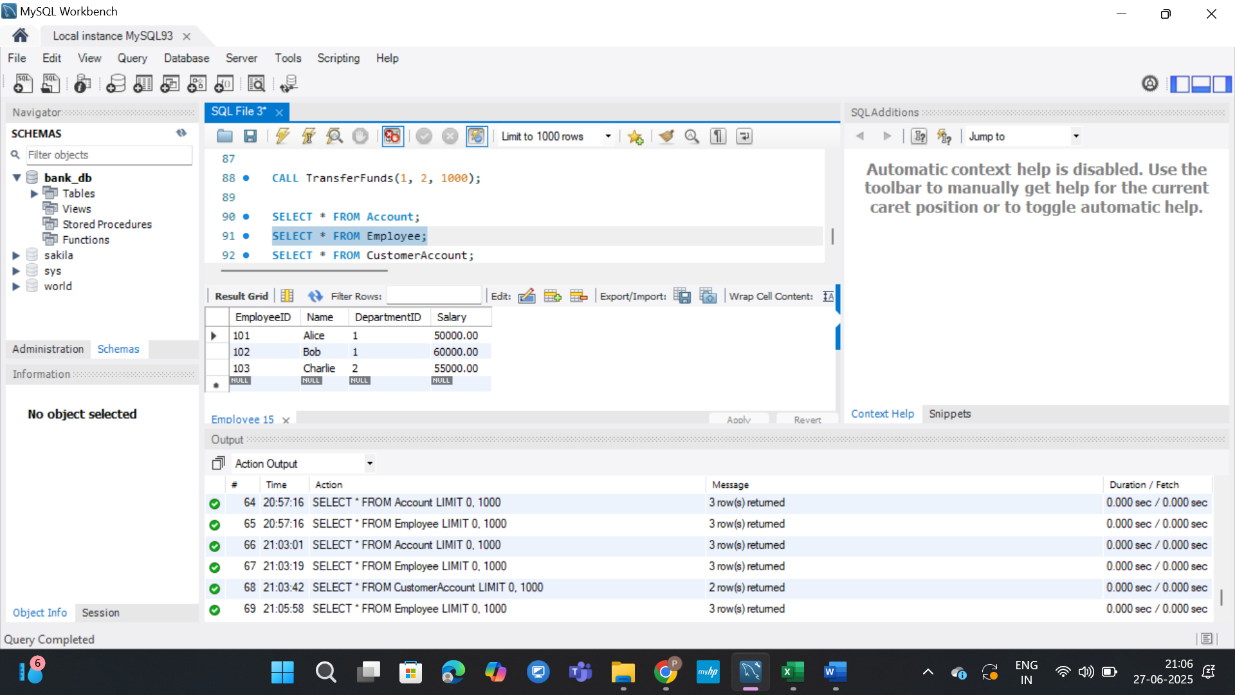 MySQL Workbench
Local instance MySQL93
File Edit View Query Database Server Tools Scripting Help
Navigator
SCHEMAS
Filter objects
bank_db
Tables
Views
Stored Procedures
Functions
sakila
sys
world
Administration Schemas
Information
No object selected
Object Info Session
SQL File 3*
Limit to 1000 rows
87
88 CALL TransferFunds(1, 2, 1000);
89
90 SELECT * FROM Account;
91 SELECT * FROM Employee;
92 SELECT * FROM CustomerAccount;
Result Grid Filter Rows: Edit: Export/Import: Wrap Cell Content:
EmployeeID Name DepartmentID Salary
101 Alice 1 50000.00
102 Bob 1 60000.00
103 Charlie 2 55000.00
NULL NULL NULL NULL
Employee 15 Apply Revert
SQLAdditions
Jump to
Automatic context help is disabled. Use the
toolbar to manually get help for the current
caret position or to toggle automatic help.
Context Help Snippets
Output
Action Output
# Time Action Message Duration / Fetch
64 20:57:16 SELECT * FROM Account LIMIT 0, 1000 3 row(s) returned 0.000 sec / 0.000 sec
65 20:57:16 SELECT * FROM Employee LIMIT 0, 1000 3 row(s) returned 0.000 sec / 0.000 sec
66 21:03:01 SELECT * FROM Account LIMIT 0, 1000 3 row(s) returned 0.000 sec / 0.000 sec
67 21:03:19 SELECT * FROM Employee LIMIT 0, 1000 3 row(s) returned 0.000 sec / 0.000 sec
68 21:03:42 SELECT * FROM CustomerAccount LIMIT 0, 1000 2 row(s) returned 0.000 sec / 0.000 sec
69 21:05:58 SELECT * FROM Employee LIMIT 0, 1000 3 row(s) returned 0.000 sec / 0.000 sec
Query Completed
6
myhp
P
ENG
IN
21:06
27-06-2025